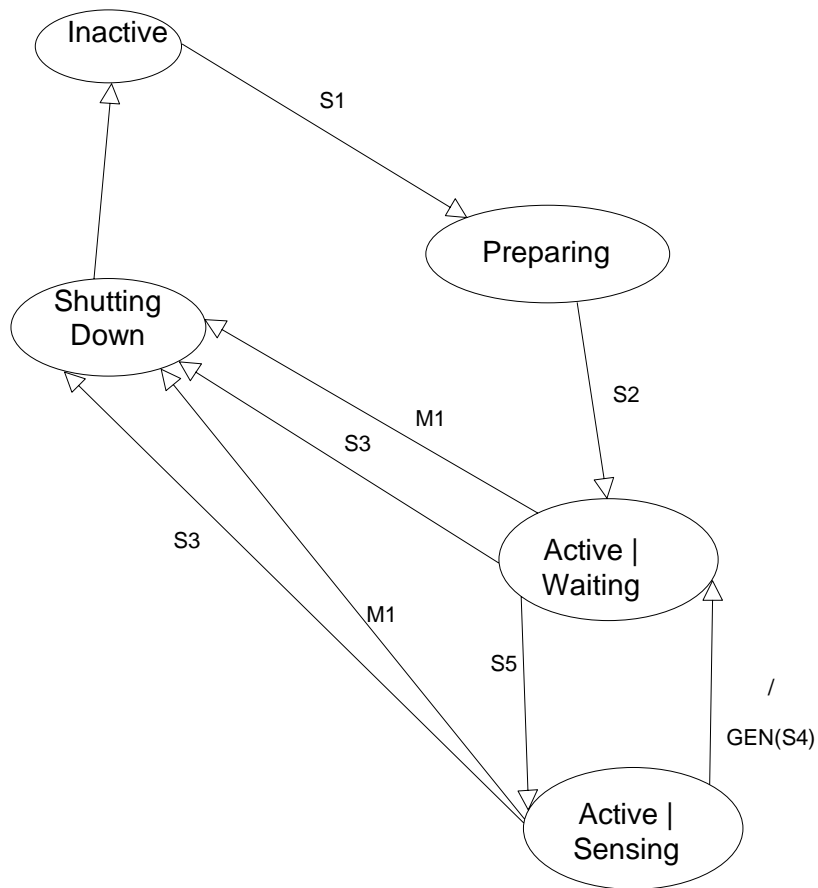 Inactive
S1
Preparing
Shutting
Down
S2
M1
S3
S3
Active |
Waiting
M1
S5
/
GEN(S4)
Active |
Sensing